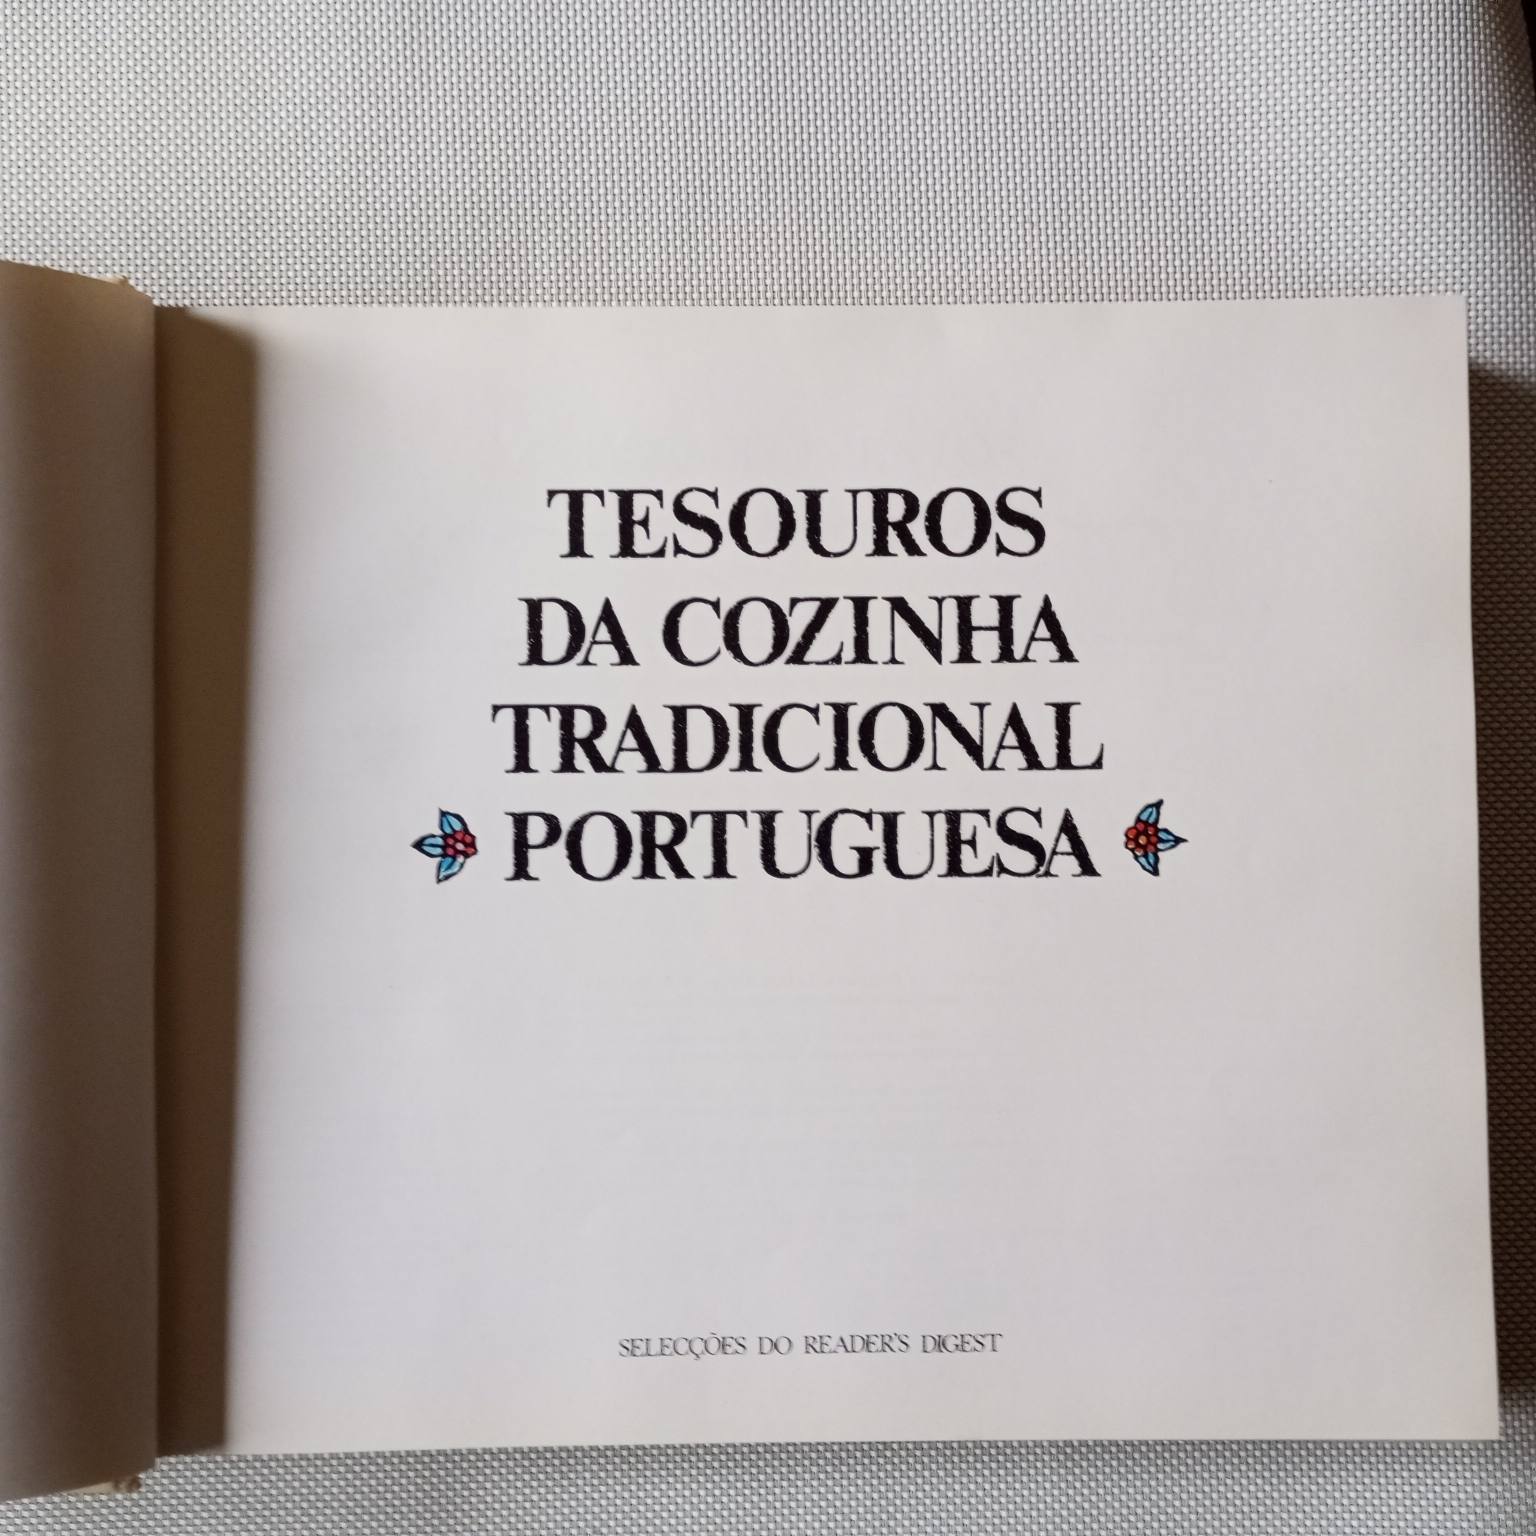 TESOUROS
DA COZINHA
TRADICIONAL
PORTUGUESA
SELECÇÕES DO READER'S DIGEST